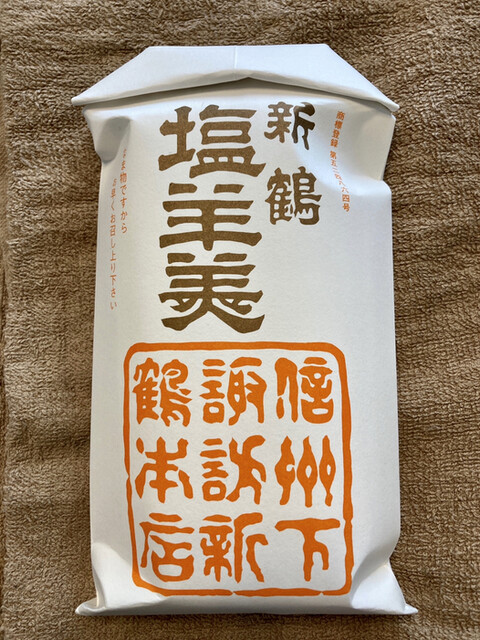 商標登録
新鶴
塩羊美
生物ですから
お早くお召し上り下さい
信州下
諏訪新
鶴本店